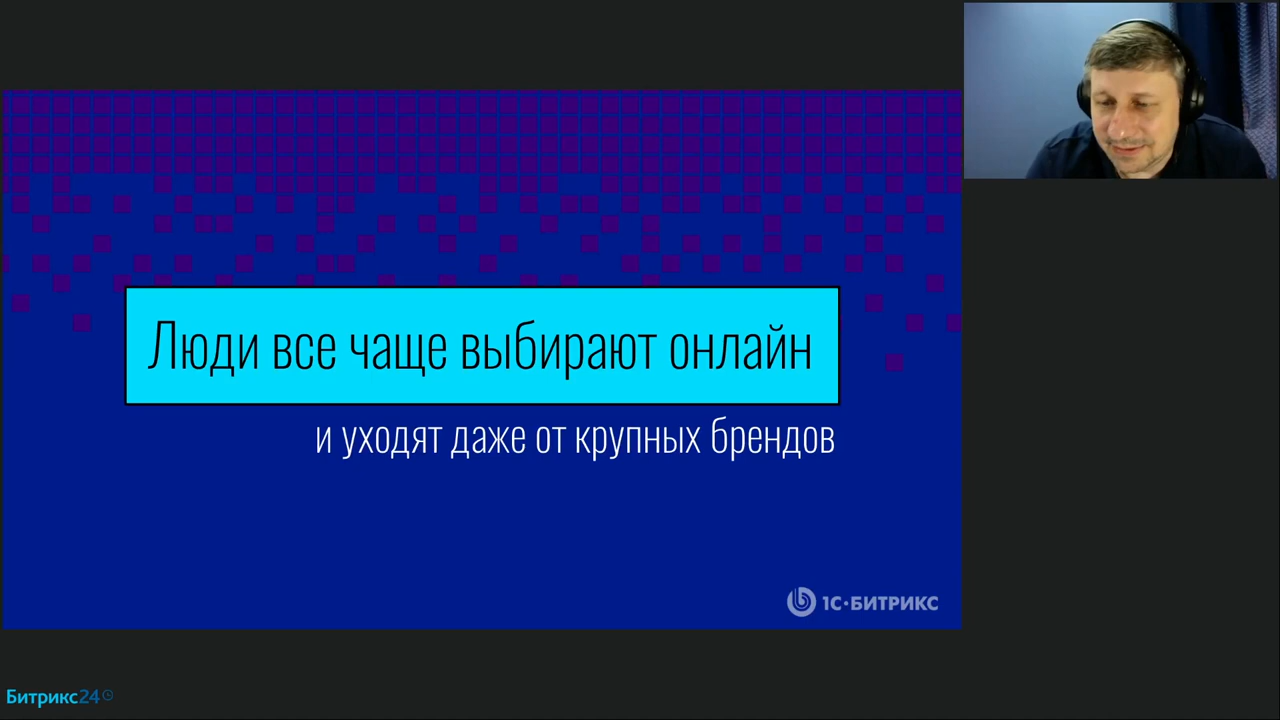 Люди все чаще выбирают онлайн
и уходят даже от крупных брендов
1С·БИТРИКС
Битрикс24